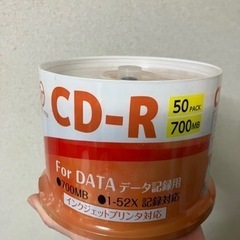 CD-R
50 PACK
700MB
For DATA データ記録用
●700MB ●1-52X 記録対応
インクジェットプリンタ対応